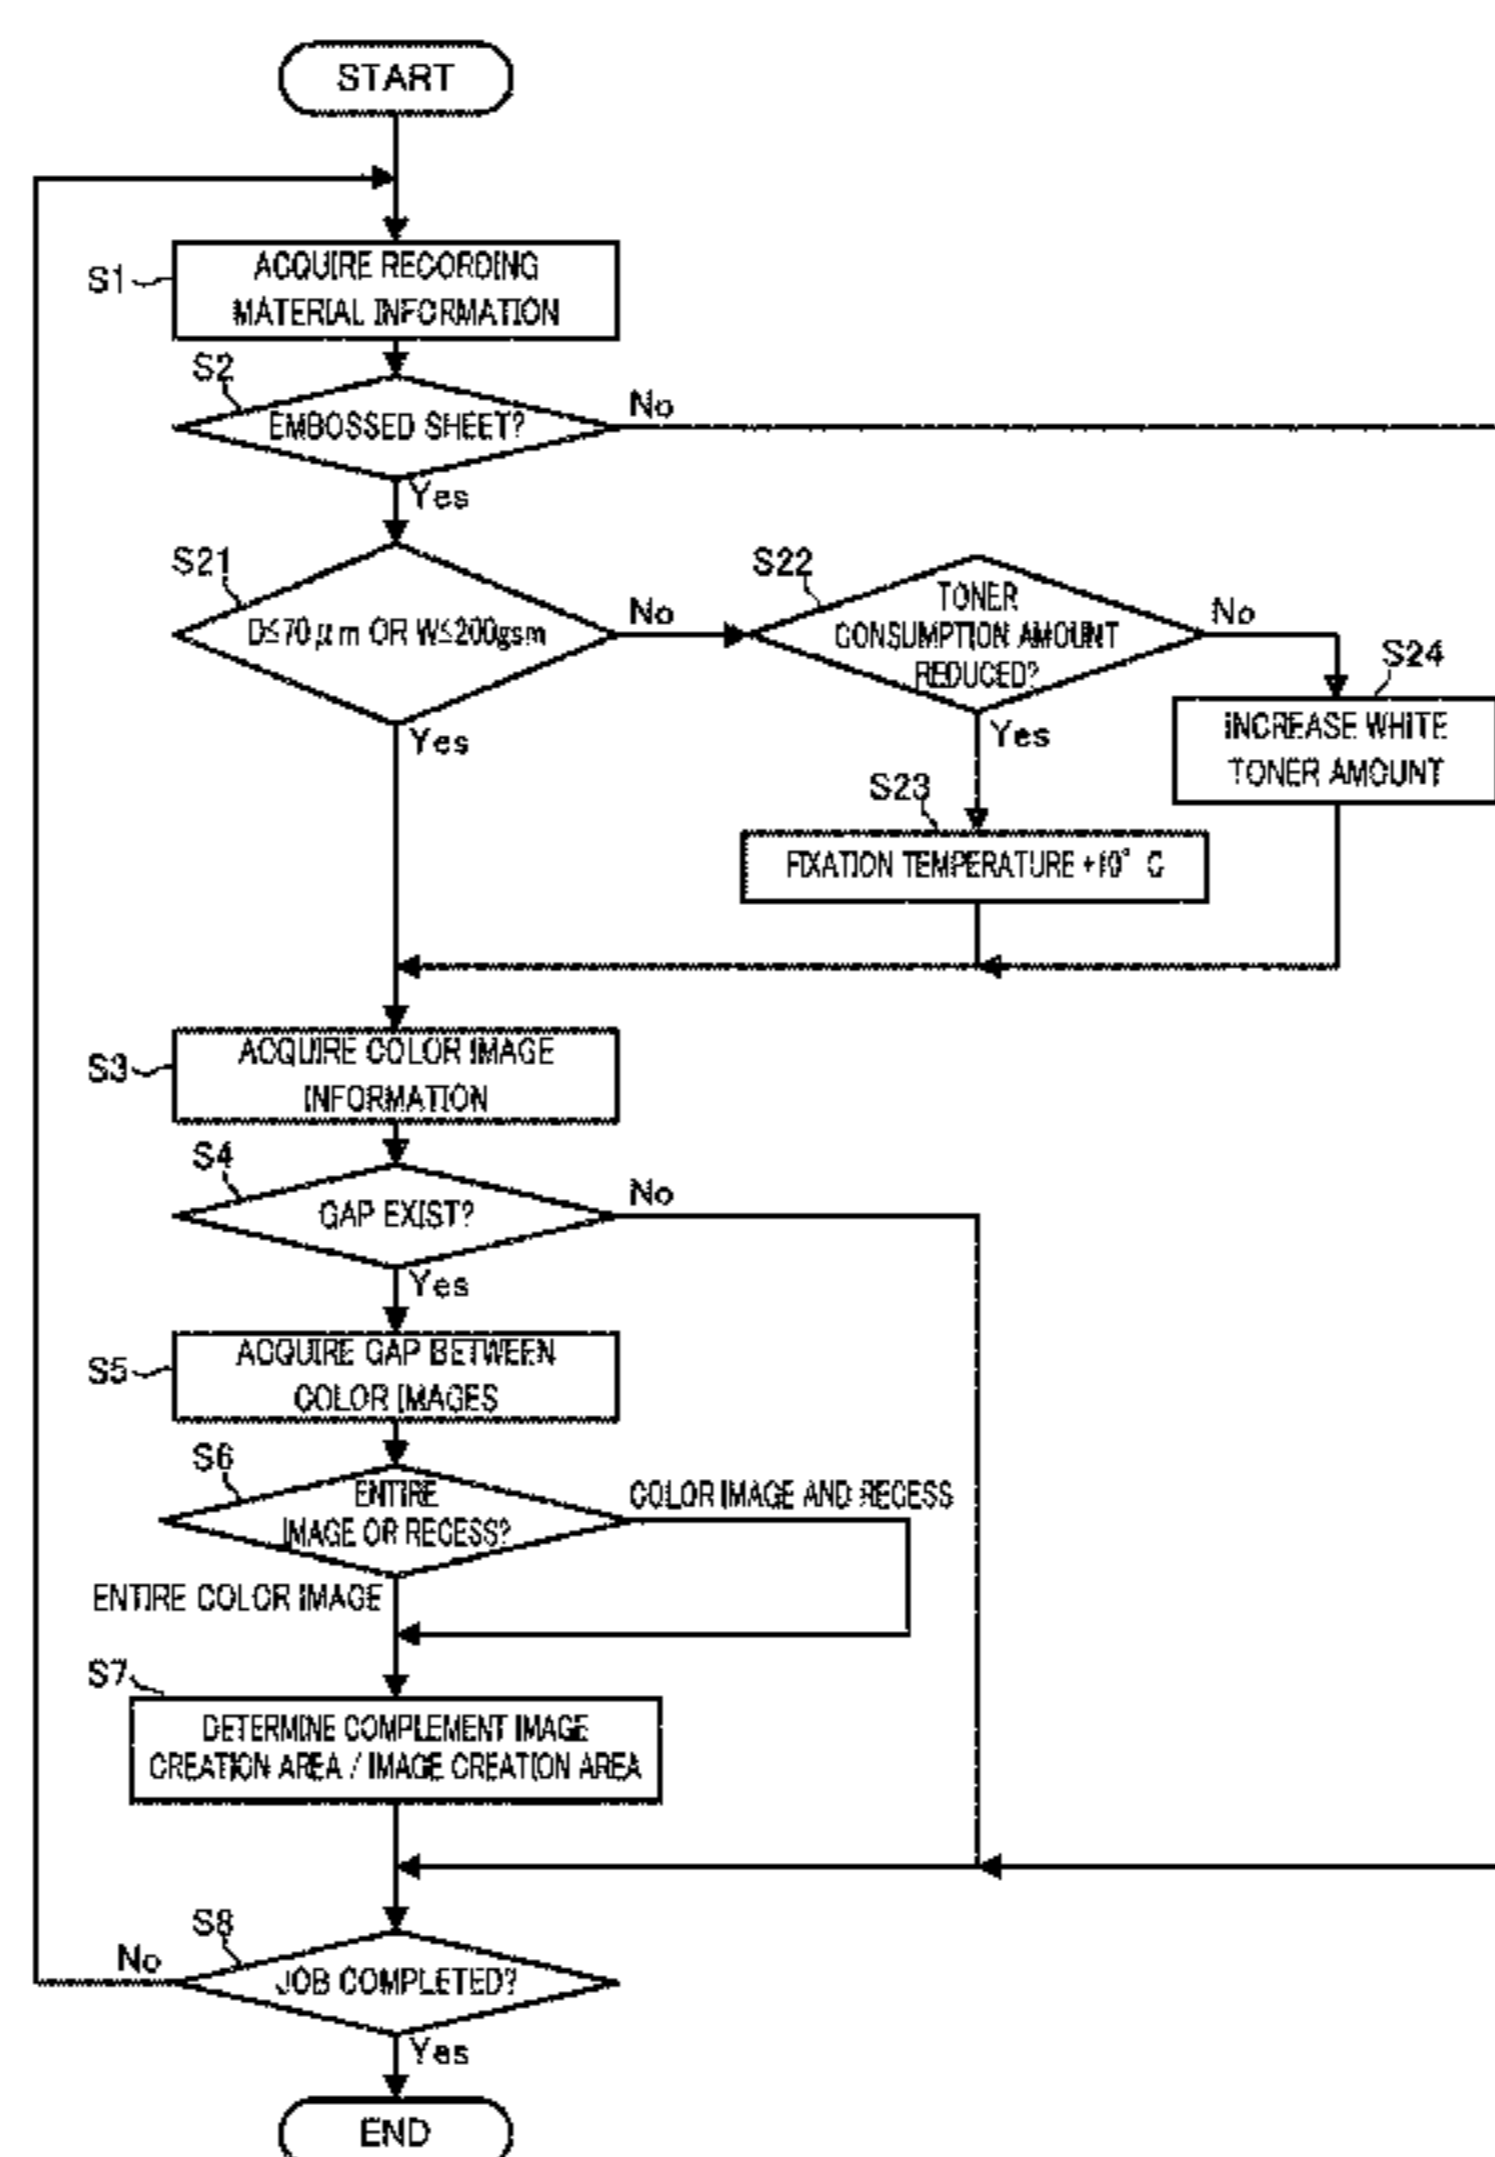 START
S1
ACQUIRE RECORDING
MATERIAL INFORMATION
S2
EMBOSSED SHEET?
No
Yes
S21
D≤70μm OR W≤200gsm
No
Yes
S22
TONER
CONSUMPTION AMOUNT
REDUCED?
No
Yes
S24
INCREASE WHITE
TONER AMOUNT
S23
FIXATION TEMPERATURE +10° C
S3
ACQUIRE COLOR IMAGE
INFORMATION
S4
GAP EXIST?
No
Yes
S5
ACQUIRE GAP BETWEEN
COLOR IMAGES
S6
ENTIRE
IMAGE OR RECESS?
COLOR IMAGE AND RECESS
ENTIRE COLOR IMAGE
S7
DETERMINE COMPLEMENT IMAGE
CREATION AREA / IMAGE CREATION AREA
S8
No
JOB COMPLETED?
Yes
END